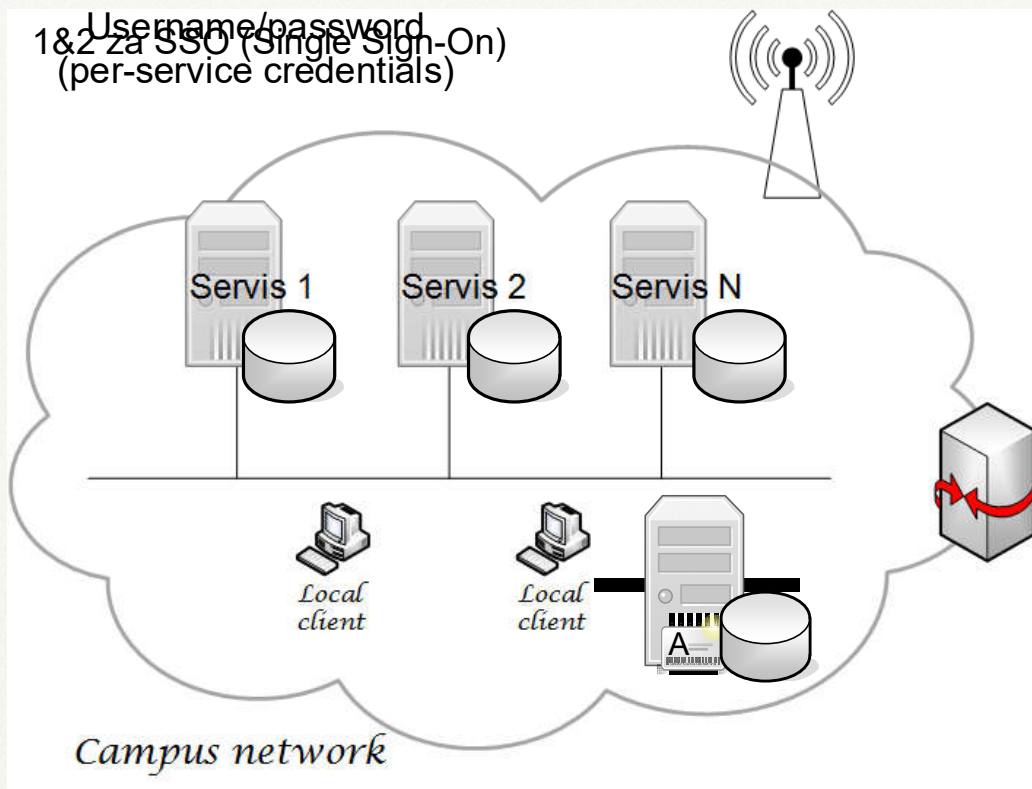 Username/password
1&2 za SSO (Single Sign-On)
(per-service credentials)
Servis 1
Servis 2
Servis N
Local
client
Local
client
A
Campus network